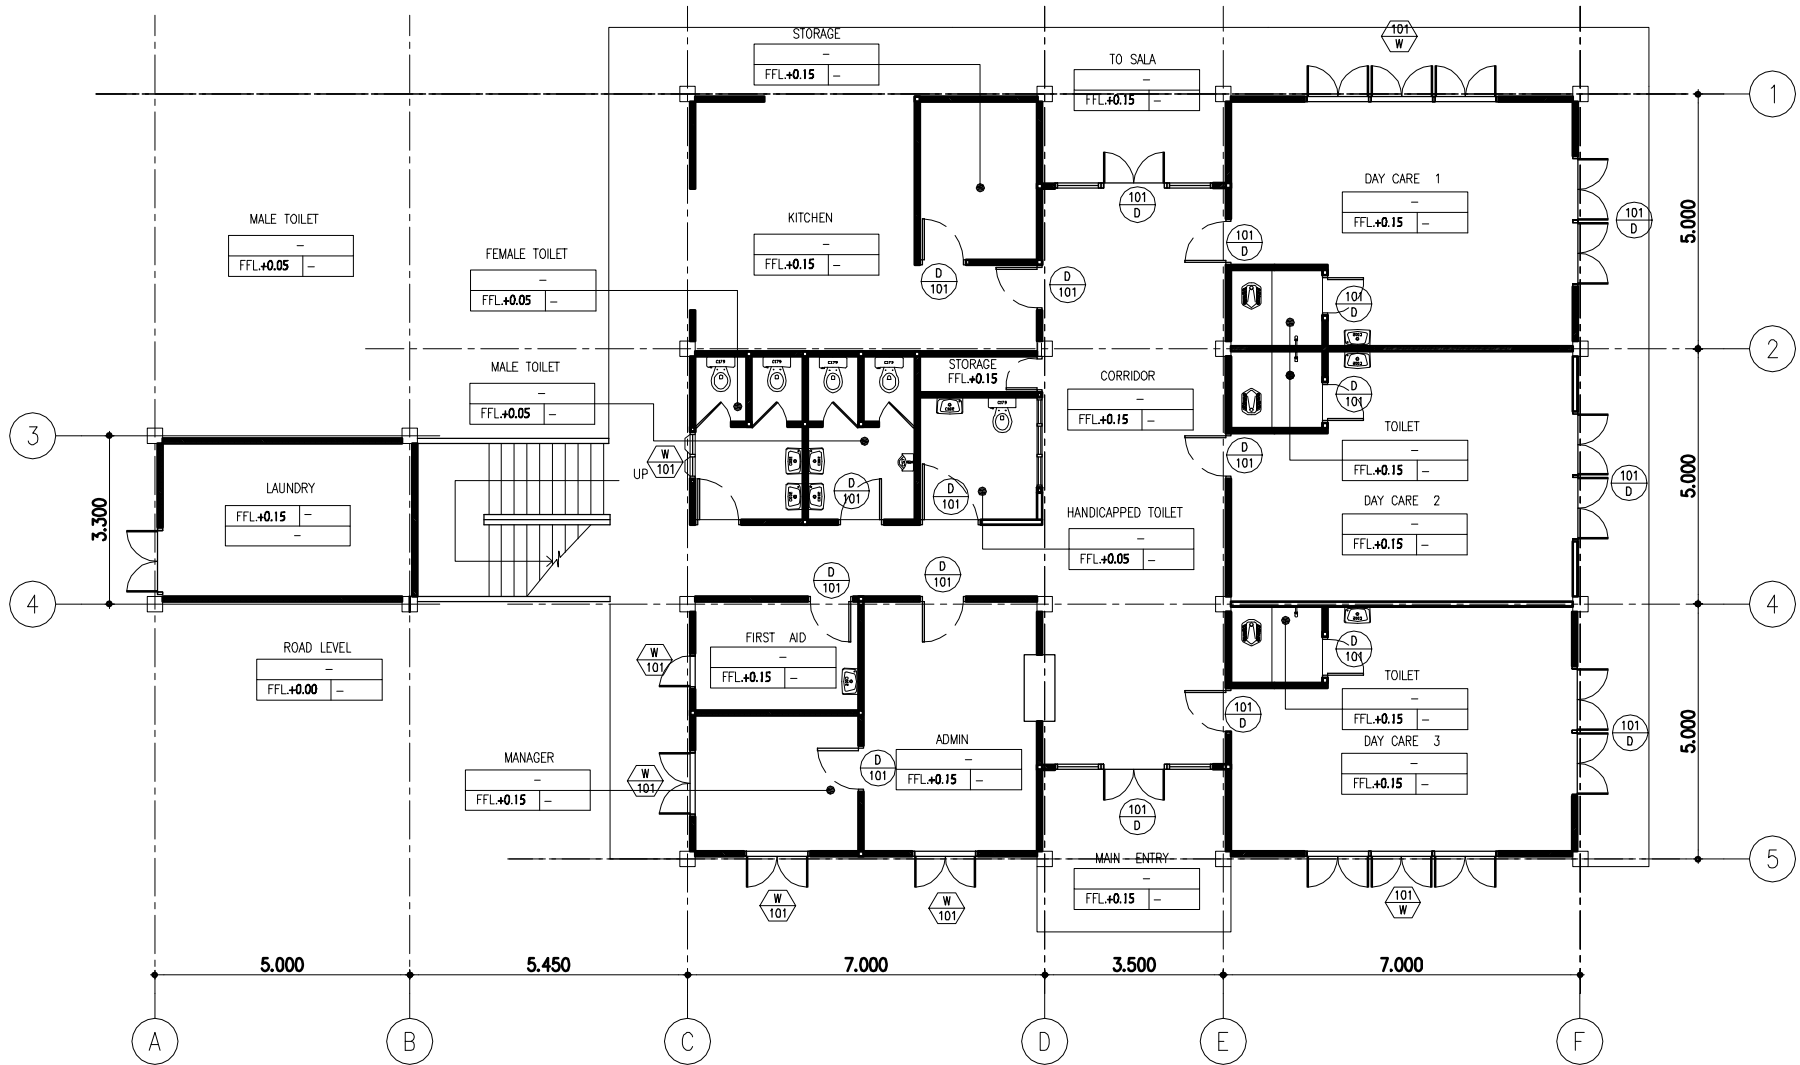 STORAGE
–
FFL.+0.15 –
TO SALA
–
FFL.+0.15 –
101
W
1
MALE TOILET
–
FFL.+0.05 –
FEMALE TOILET
–
FFL.+0.05 –
KITCHEN
–
FFL.+0.15 –
D
101
D
101
101
D
101
D
DAY CARE 1
–
FFL.+0.15 –
101
D
101
D
5.000
2
MALE TOILET
–
FFL.+0.05 –
STORAGE
FFL.+0.15
CORRIDOR
–
FFL.+0.15 –
D
101
TOILET
–
FFL.+0.15 –
3
3.300
LAUNDRY
FFL.+0.15 –
–
UP
W
101
D
101
D
101
101
D
HANDICAPPED TOILET
–
FFL.+0.05 –
DAY CARE 2
–
FFL.+0.15 –
101
D
5.000
D
101
D
101
4
4
ROAD LEVEL
–
FFL.+0.00 –
W
101
FIRST AID
–
FFL.+0.15 –
D
101
TOILET
–
FFL.+0.15 –
101
D
DAY CARE 3
–
FFL.+0.15 –
101
D
5.000
MANAGER
–
FFL.+0.15 –
W
101
D
101
ADMIN
–
FFL.+0.15 –
101
D
MAIN ENTRY
–
FFL.+0.15 –
W
101
W
101
101
W
5
5.000 5.450 7.000 3.500 7.000
A B C D E F